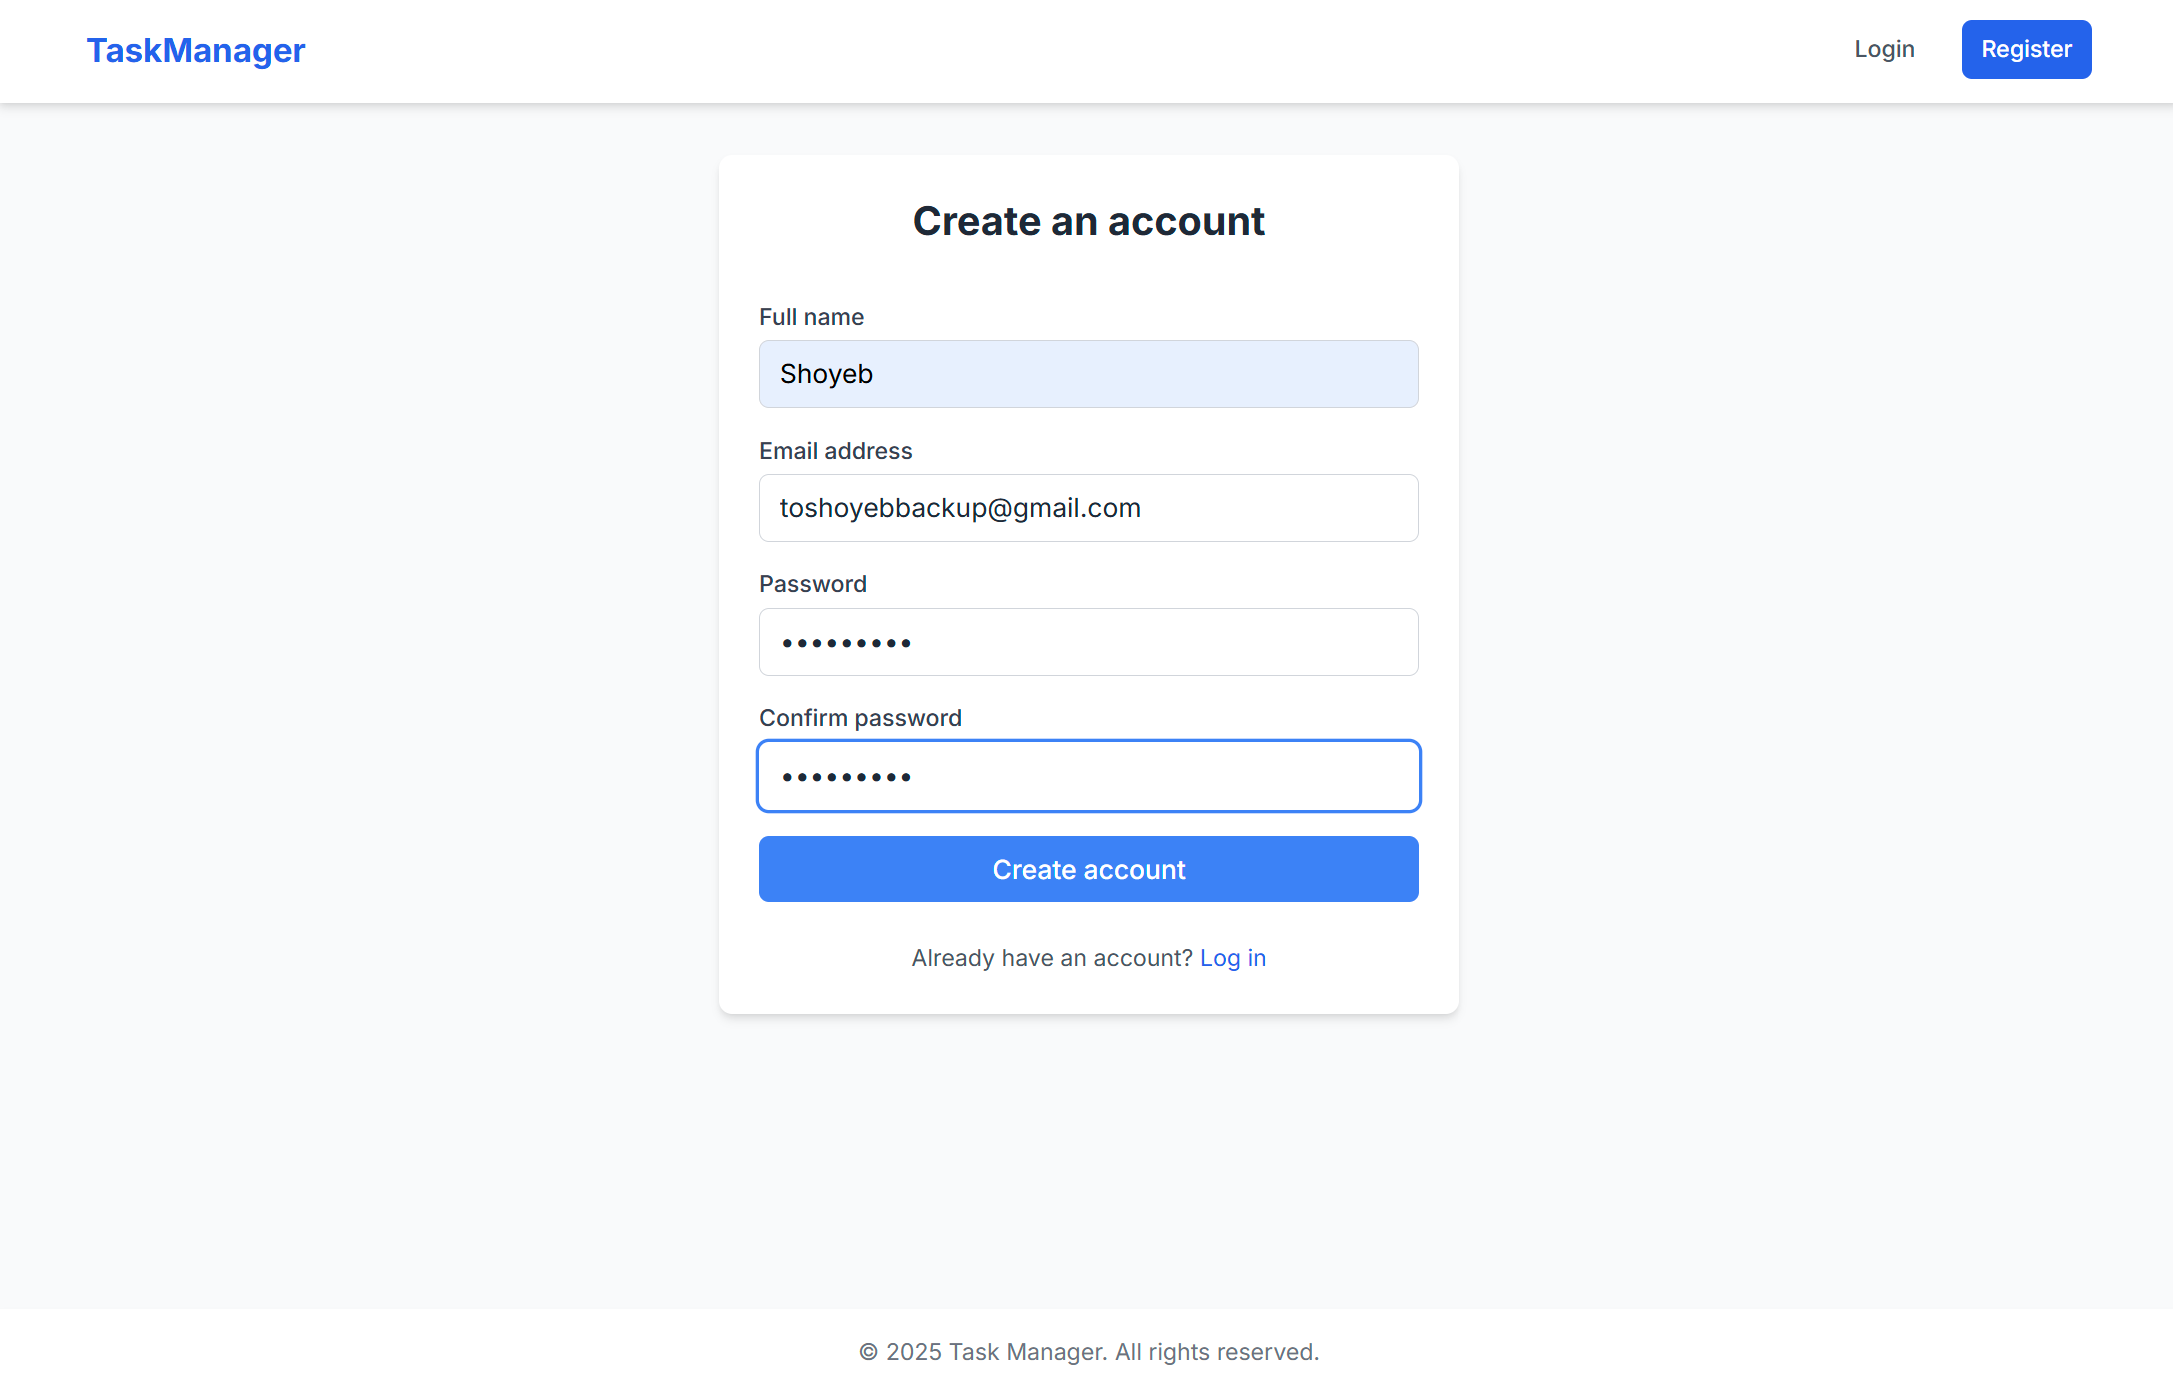 TaskManager
Login
Register
Create an account
Full name
Shoyeb
Email address
toshoyebbackup@gmail.com
Password
•••••••••
Confirm password
•••••••••
Create account
Already have an account? Log in
© 2025 Task Manager. All rights reserved.